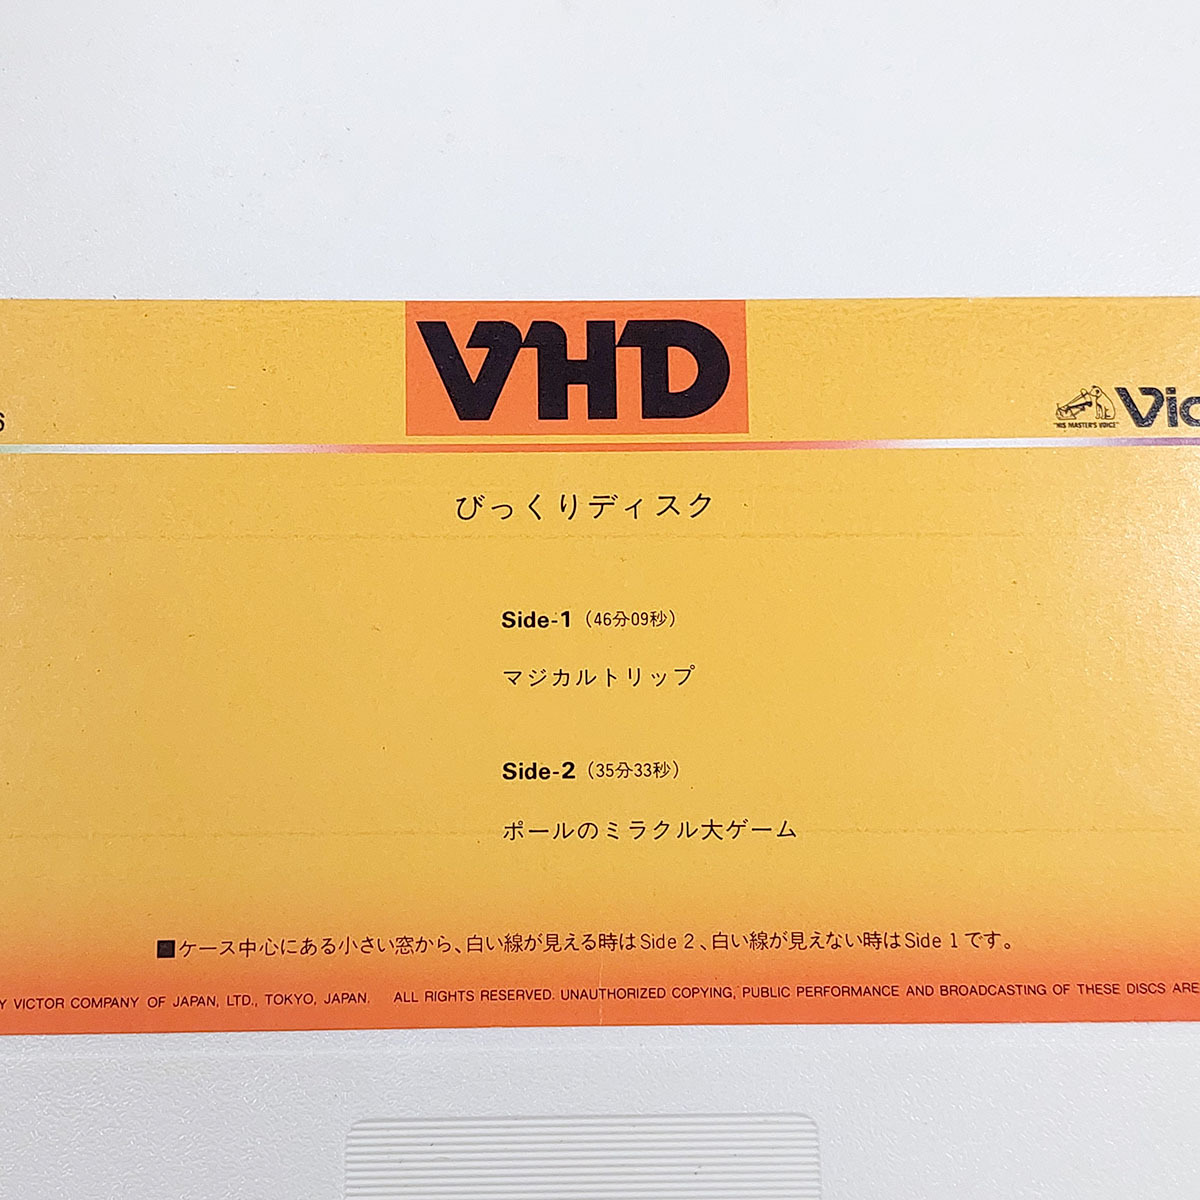 VHD
6
"HIS MASTER'S VOICE"
びっくりディスク
Side-1（46分09秒）
マジカルトリップ
Side-2（35分33秒）
ポールのミラクル大ゲーム
■ケース中心にある小さい窓から、白い線が見える時はSide 2、白い線が見えない時はSide 1です。
Y VICTOR COMPANY OF JAPAN, LTD., TOKYO, JAPAN. ALL RIGHTS RESERVED. UNAUTHORIZED COPYING, PUBLIC PERFORMANCE AND BROADCASTING OF THESE DISCS ARE